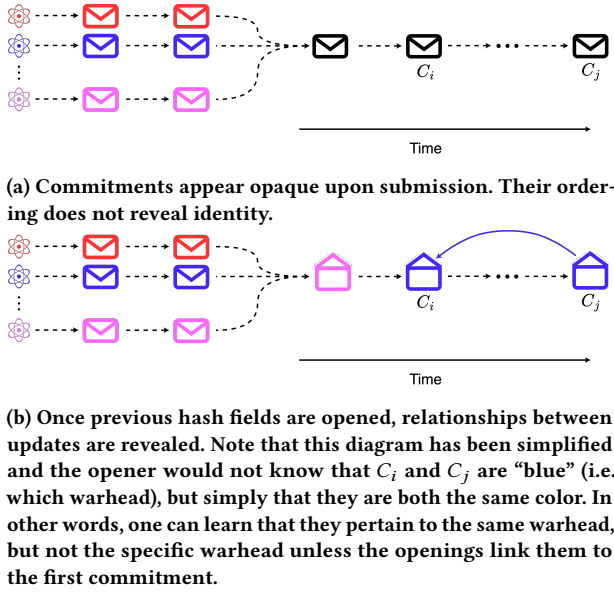 C_i
C_j
Time
(a) Commitments appear opaque upon submission. Their order-
ing does not reveal identity.
C_i
C_j
Time
(b) Once previous hash fields are opened, relationships between
updates are revealed. Note that this diagram has been simplified
and the opener would not know that C_i and C_j are “blue” (i.e.
which warhead), but simply that they are both the same color. In
other words, one can learn that they pertain to the same warhead,
but not the specific warhead unless the openings link them to
the first commitment.